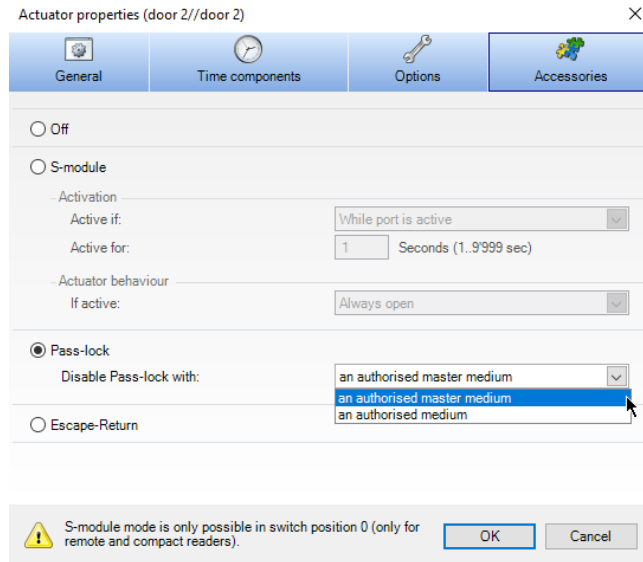 Actuator properties (door 2//door 2)
General Time components Options Accessories
Off
S-module
Activation
Active if: While port is active
Active for: 1 Seconds (1..9'999 sec)
Actuator behaviour
If active: Always open
Pass-lock
Disable Pass-lock with: an authorised master medium
an authorised master medium
an authorised medium
Escape-Return
S-module mode is only possible in switch position 0 (only for
remote and compact readers).
OK Cancel